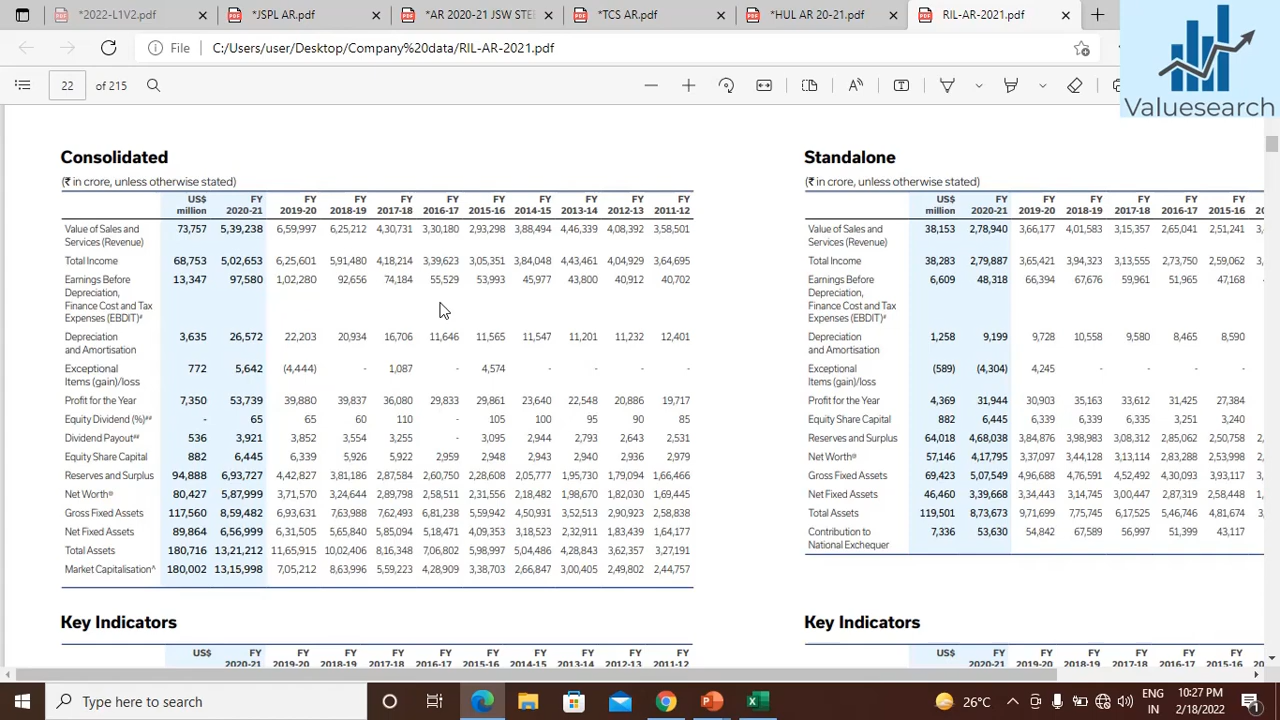 *2022-L1V2.pdf
*JSPL AR.pdf
*AR 2020-21 JSW STEE
*TCS AR.pdf
*HUL AR 20-21.pdf
RIL-AR-2021.pdf
File
C:/Users/user/Desktop/Company%20data/RIL-AR-2021.pdf
22 of 215
Valuesearch
Consolidated
(₹ in crore, unless otherwise stated)
US$ FY FY FY FY FY FY FY FY FY FY
million 2020-21 2019-20 2018-19 2017-18 2016-17 2015-16 2014-15 2013-14 2012-13 2011-12
Value of Sales and 73,757 5,39,238 6,59,997 6,25,212 4,30,731 3,30,180 2,93,298 3,88,494 4,46,339 4,08,392 3,58,501
Services (Revenue)
Total Income 68,753 5,02,653 6,25,601 5,91,480 4,18,214 3,39,623 3,05,351 3,84,048 4,43,461 4,04,929 3,64,695
Earnings Before 13,347 97,580 1,02,280 92,656 74,184 55,529 53,993 45,977 43,800 40,912 40,702
Depreciation,
Finance Cost and Tax
Expenses (EBDIT)#
Depreciation 3,635 26,572 22,203 20,934 16,706 11,646 11,565 11,547 11,201 11,232 12,401
and Amortisation
Exceptional 772 5,642 (4,444) - 1,087 - 4,574 - - - -
Items (gain)/loss
Profit for the Year 7,350 53,739 39,880 39,837 36,080 29,833 29,861 23,640 22,548 20,886 19,717
Equity Dividend (%)## - 65 65 60 110 - 105 100 95 90 85
Dividend Payout## 536 3,921 3,852 3,554 3,255 - 3,095 2,944 2,793 2,643 2,531
Equity Share Capital 882 6,445 6,339 5,926 5,922 2,959 2,948 2,943 2,940 2,936 2,979
Reserves and Surplus 94,888 6,93,727 4,42,827 3,81,186 2,87,584 2,60,750 2,28,608 2,05,777 1,95,730 1,79,094 1,66,466
Net Worth@ 80,427 5,87,999 3,71,570 3,24,644 2,89,798 2,58,511 2,31,556 2,18,482 1,98,670 1,82,030 1,69,445
Gross Fixed Assets 117,560 8,59,482 6,93,631 7,63,988 7,62,493 6,81,238 5,59,942 4,50,931 3,52,513 2,90,923 2,58,838
Net Fixed Assets 89,864 6,56,999 6,31,505 5,65,840 5,85,094 5,18,471 4,09,353 3,18,523 2,32,911 1,83,439 1,64,177
Total Assets 180,716 13,21,212 11,65,915 10,02,406 8,16,348 7,06,802 5,98,997 5,04,486 4,28,843 3,62,357 3,27,191
Market Capitalisation^ 180,002 13,15,998 7,05,212 8,63,996 5,59,223 4,28,909 3,38,703 2,66,847 3,00,405 2,49,802 2,44,757
Key Indicators
US$ FY FY FY FY FY FY FY FY FY FY
2020-21 2019-20 2018-19 2017-18 2016-17 2015-16 2014-15 2013-14 2012-13 2011-12
Standalone
(₹ in crore, unless otherwise stated)
US$ FY FY FY FY FY FY
million 2020-21 2019-20 2018-19 2017-18 2016-17 2015-16
Value of Sales and 38,153 2,78,940 3,66,177 4,01,583 3,15,357 2,65,041 2,51,241
Services (Revenue)
Total Income 38,283 2,79,887 3,65,421 3,94,323 3,13,555 2,73,750 2,59,062
Earnings Before 6,609 48,318 66,394 67,676 59,961 51,965 47,168
Depreciation,
Finance Cost and Tax
Expenses (EBDIT)#
Depreciation 1,258 9,199 9,728 10,558 9,580 8,465 8,590
and Amortisation
Exceptional (589) (4,304) 4,245 - - - -
Items (gain)/loss
Profit for the Year 4,369 31,944 30,903 35,163 33,612 31,425 27,384
Equity Share Capital 882 6,445 6,339 6,339 6,335 3,251 3,240
Reserves and Surplus 64,018 4,68,038 3,84,876 3,98,983 3,08,312 2,85,062 2,50,758
Net Worth@ 57,146 4,17,795 3,37,097 3,44,128 3,13,114 2,83,288 2,53,998
Gross Fixed Assets 69,423 5,07,549 4,96,688 4,76,591 4,52,492 4,30,093 3,93,117
Net Fixed Assets 46,460 3,39,668 3,34,443 3,14,745 3,00,447 2,87,319 2,58,448
Total Assets 119,501 8,73,673 9,71,699 7,75,745 6,17,525 5,46,746 4,81,674
Contribution to 7,336 53,630 54,842 67,589 56,997 51,399 43,117
National Exchequer
Key Indicators
US$ FY FY FY FY FY FY
million 2020-21 2019-20 2018-19 2017-18 2016-17 2015-16
Type here to search
26°C
ENG
IN
10:27 PM
2/18/2022
1